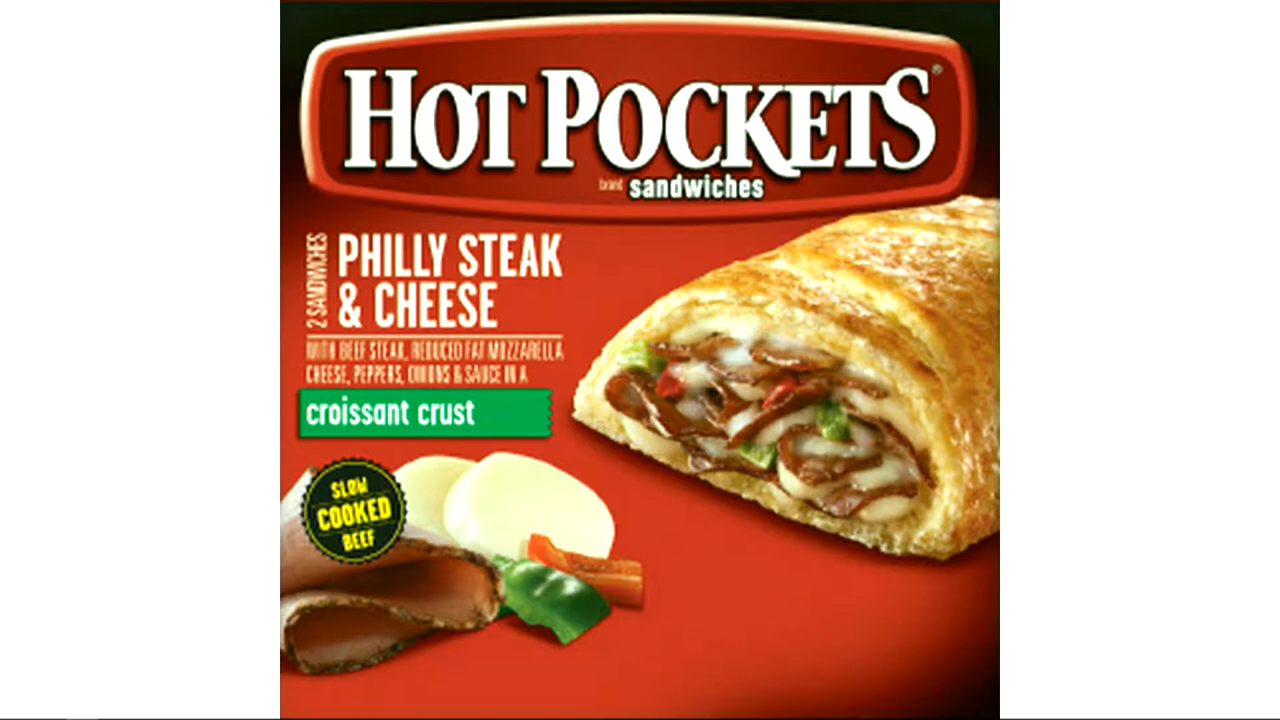 HOT POCKETS®
brand sandwiches
2 SANDWICHES
PHILLY STEAK
& CHEESE
WITH BEEF STEAK, REDUCED FAT MOZZARELLA
CHEESE, PEPPERS, ONIONS & SAUCE IN A
croissant crust
SLOW
COOKED
BEEF